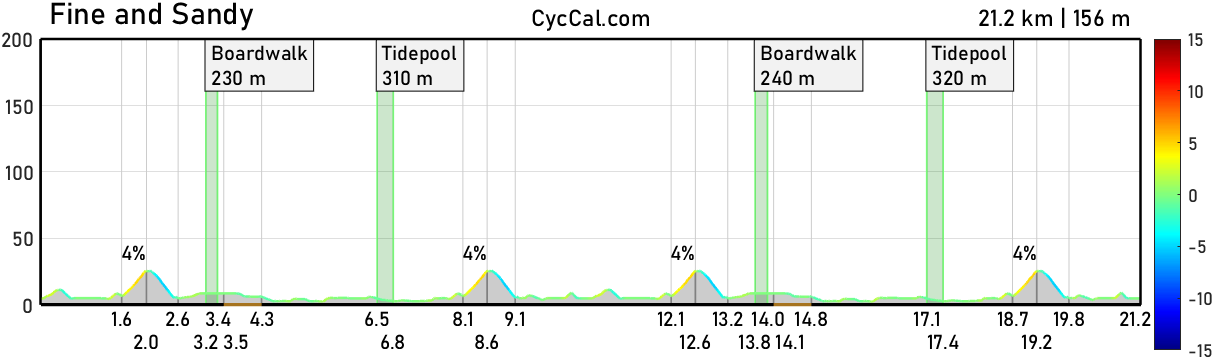 Fine and Sandy
CycCal.com
21.2 km | 156 m
200
150
100
50
0
Boardwalk
230 m
Tidepool
310 m
Boardwalk
240 m
Tidepool
320 m
15
10
5
0
-5
-10
-15
4%
4%
4%
4%
1.6 2.6 3.4 4.3 6.5 8.1 9.1 12.1 13.2 14.0 14.8 17.1 18.7 19.8 21.2
2.0 3.2 3.5 6.8 8.6 12.6 13.8 14.1 17.4 19.2